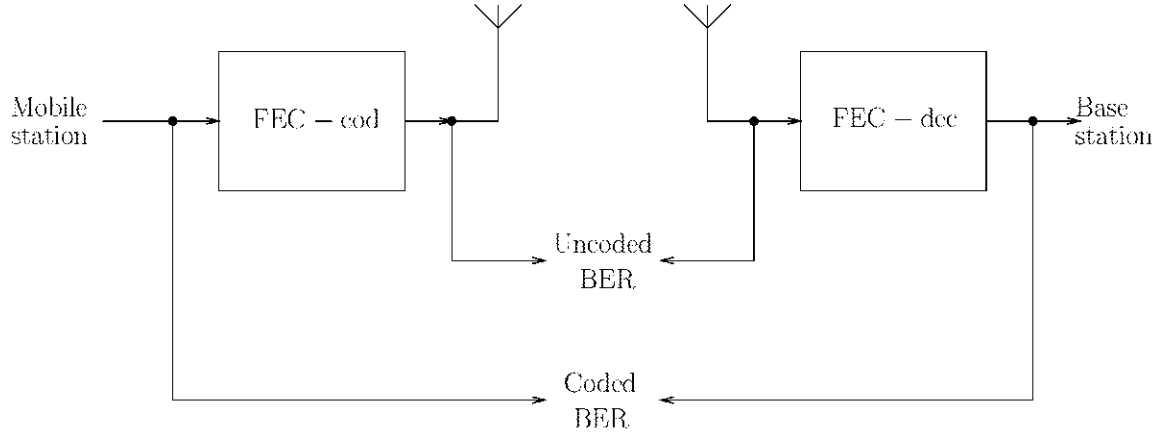 Mobile
station
FEC – cod
FEC – dec
Base
station
Uncoded
BER
Coded
BER